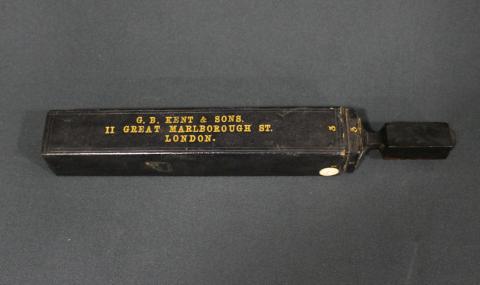 G. B. KENT & SONS.
11 GREAT MARLBOROUGH ST.
LONDON.